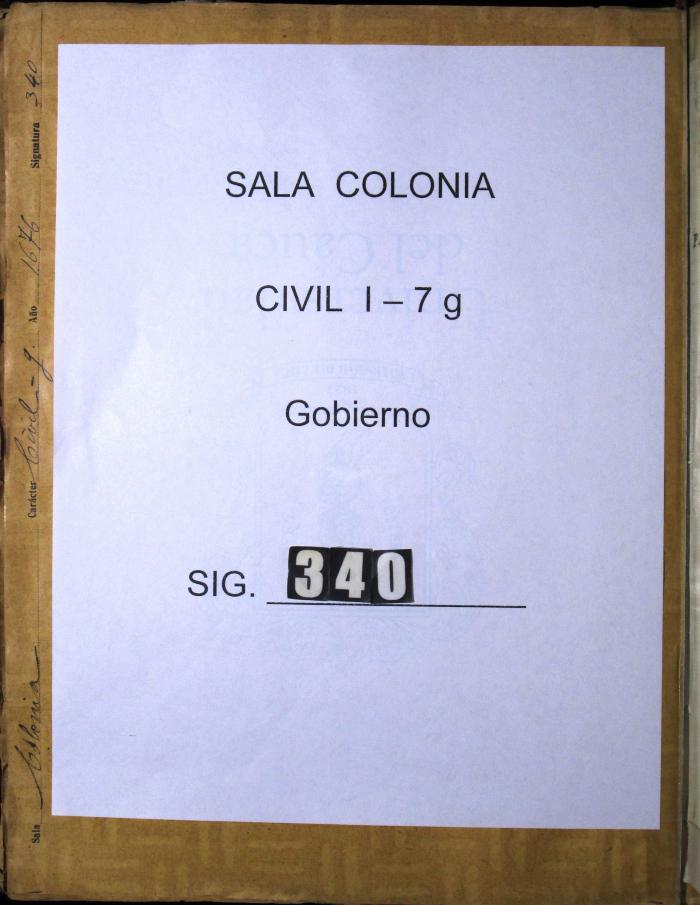 SALA COLONIA
CIVIL I – 7 g
Gobierno
SIG. 340
Sala Colonia Carácter Civil - g. Año 1676 Signatura 340